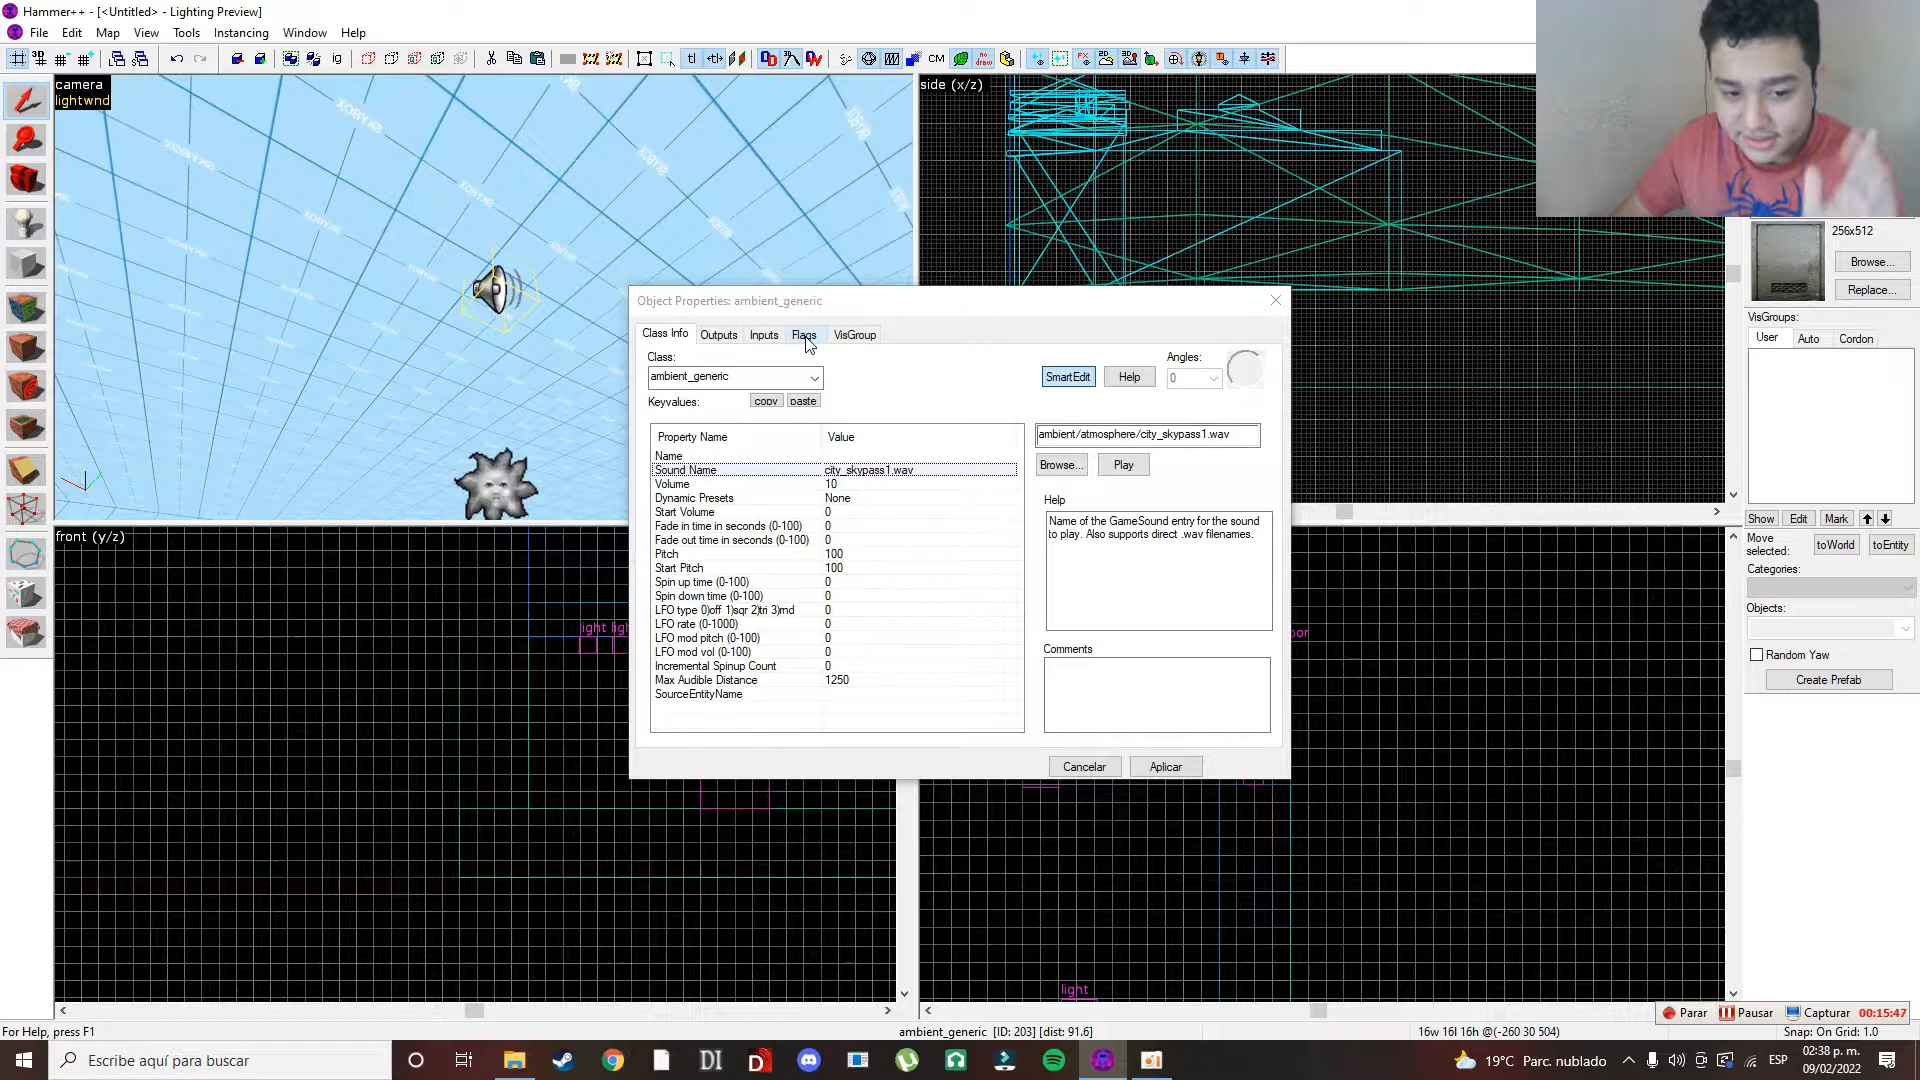 Hammer++ - [<Untitled> - Lighting Preview]
File Edit Map View Tools Instancing Window Help
camera
lightwnd
side (x/z)
SKYBOX
256x512
Browse...
Replace...
VisGroups:
User Auto Cordon
Object Properties: ambient_generic
Class Info Outputs Inputs Flags VisGroup
Class:
ambient_generic
SmartEdit Help
Angles:
0
Keyvalues: copy paste
Property Name Value
Name
Sound Name city_skypass1.wav
Volume 10
Dynamic Presets None
Start Volume 0
Fade in time in seconds (0-100) 0
Fade out time in seconds (0-100) 0
Pitch 100
Start Pitch 100
Spin up time (0-100) 0
Spin down time (0-100) 0
LFO type 0)off 1)sqr 2)tri 3)rnd 0
LFO rate (0-1000) 0
LFO mod pitch (0-100) 0
LFO mod vol (0-100) 0
Incremental Spinup Count 0
Max Audible Distance 1250
SourceEntityName
ambient/atmosphere/city_skypass1.wav
Browse... Play
Help
Name of the GameSound entry for the sound
to play. Also supports direct .wav filenames.
Comments
Cancelar Aplicar
Show Edit Mark
Move
selected:
toWorld toEntity
Categories:
Objects:
Random Yaw
Create Prefab
front (y/z)
light ligh
oor
light
Parar Pausar Capturar 00:15:47
For Help, press F1
ambient_generic [ID: 203] [dist: 91.6]
16w 16l 16h @(-260 30 504)
Snap: On Grid: 1.0
Escribe aquí para buscar
19°C Parc. nublado
ESP
02:38 p. m.
09/02/2022